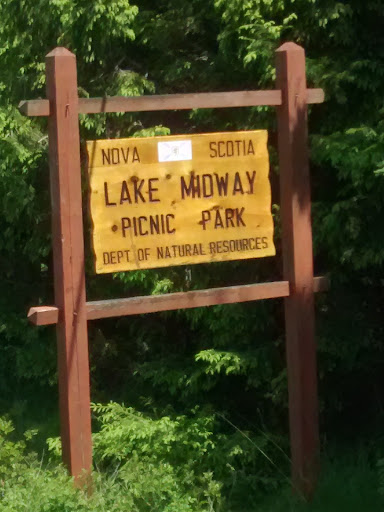 NOVA SCOTIA
LAKE MIDWAY
PICNIC PARK
DEPT. OF NATURAL RESOURCES